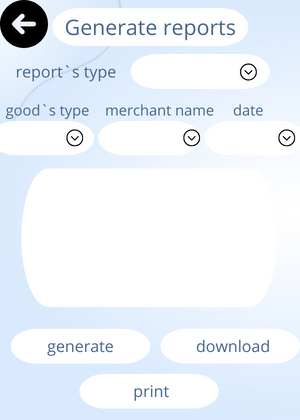 Generate reports
report`s type
good`s type merchant name date
generate download
print